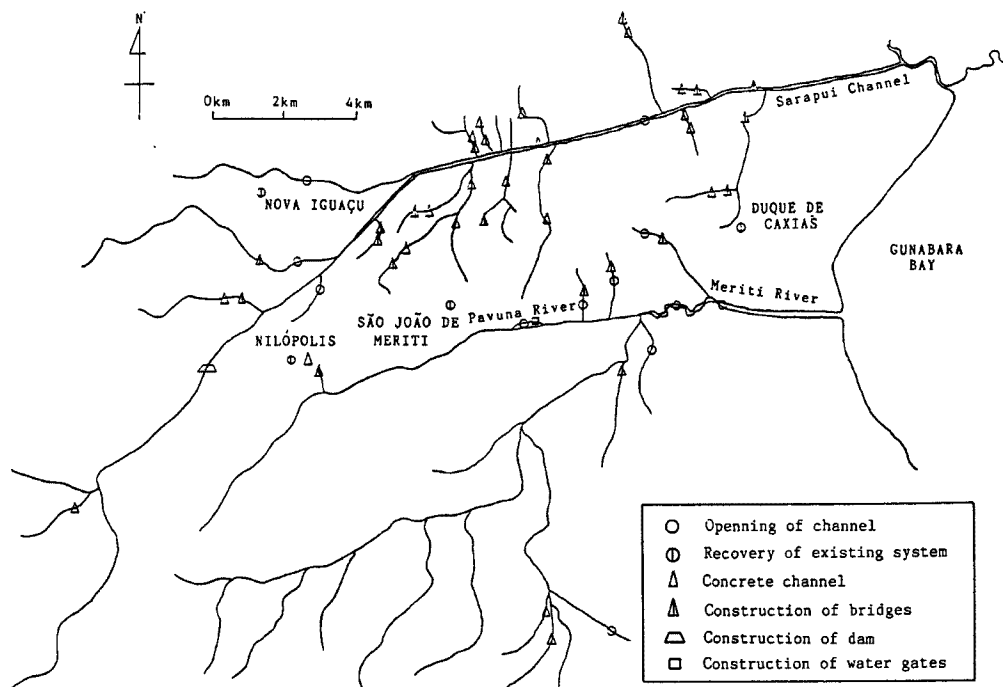 N
0km 2km 4km
Sarapui Channel
NOVA IGUAÇU
DUQUE DE
CAXIAS
GUNABARA
BAY
Meriti River
SÃO JOÃO DE
MERITI
Pavuna River
NILÓPOLIS
Openning of channel
Recovery of existing system
Concrete channel
Construction of bridges
Construction of dam
Construction of water gates